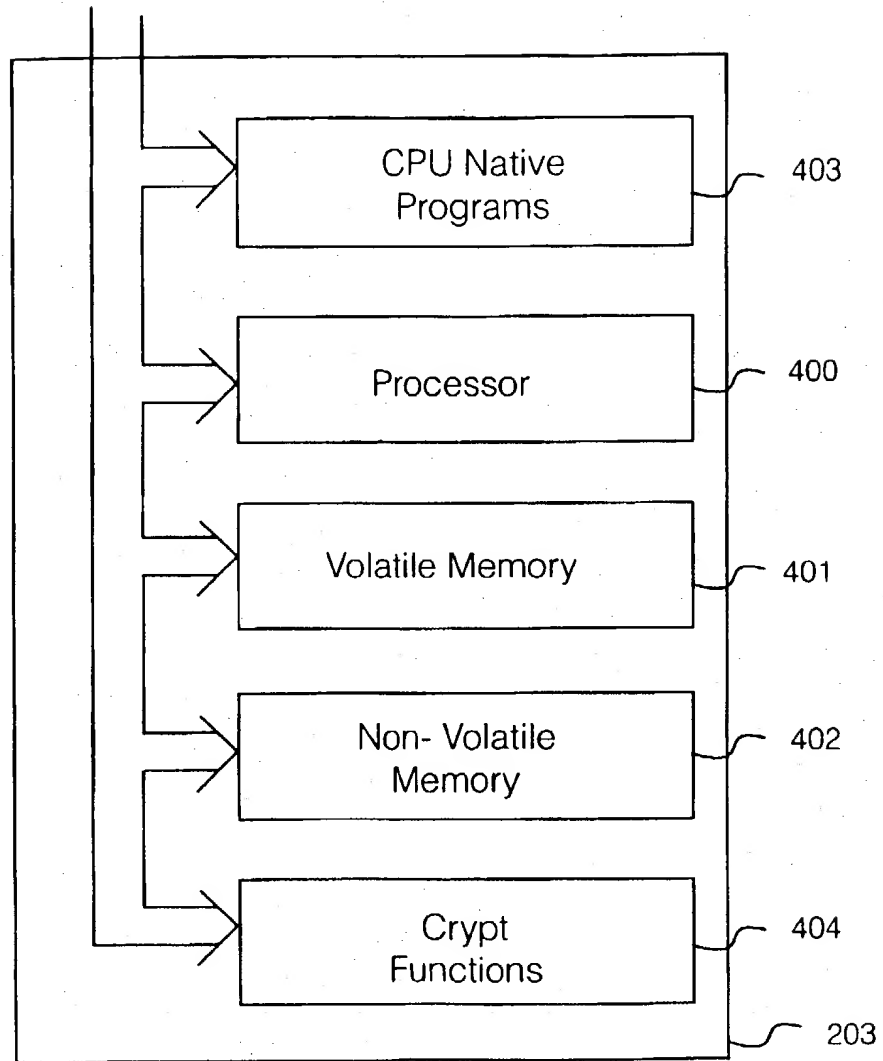 CPU Native
Programs
403
Processor
400
Volatile Memory
401
Non- Volatile
Memory
402
Crypt
Functions
404
203